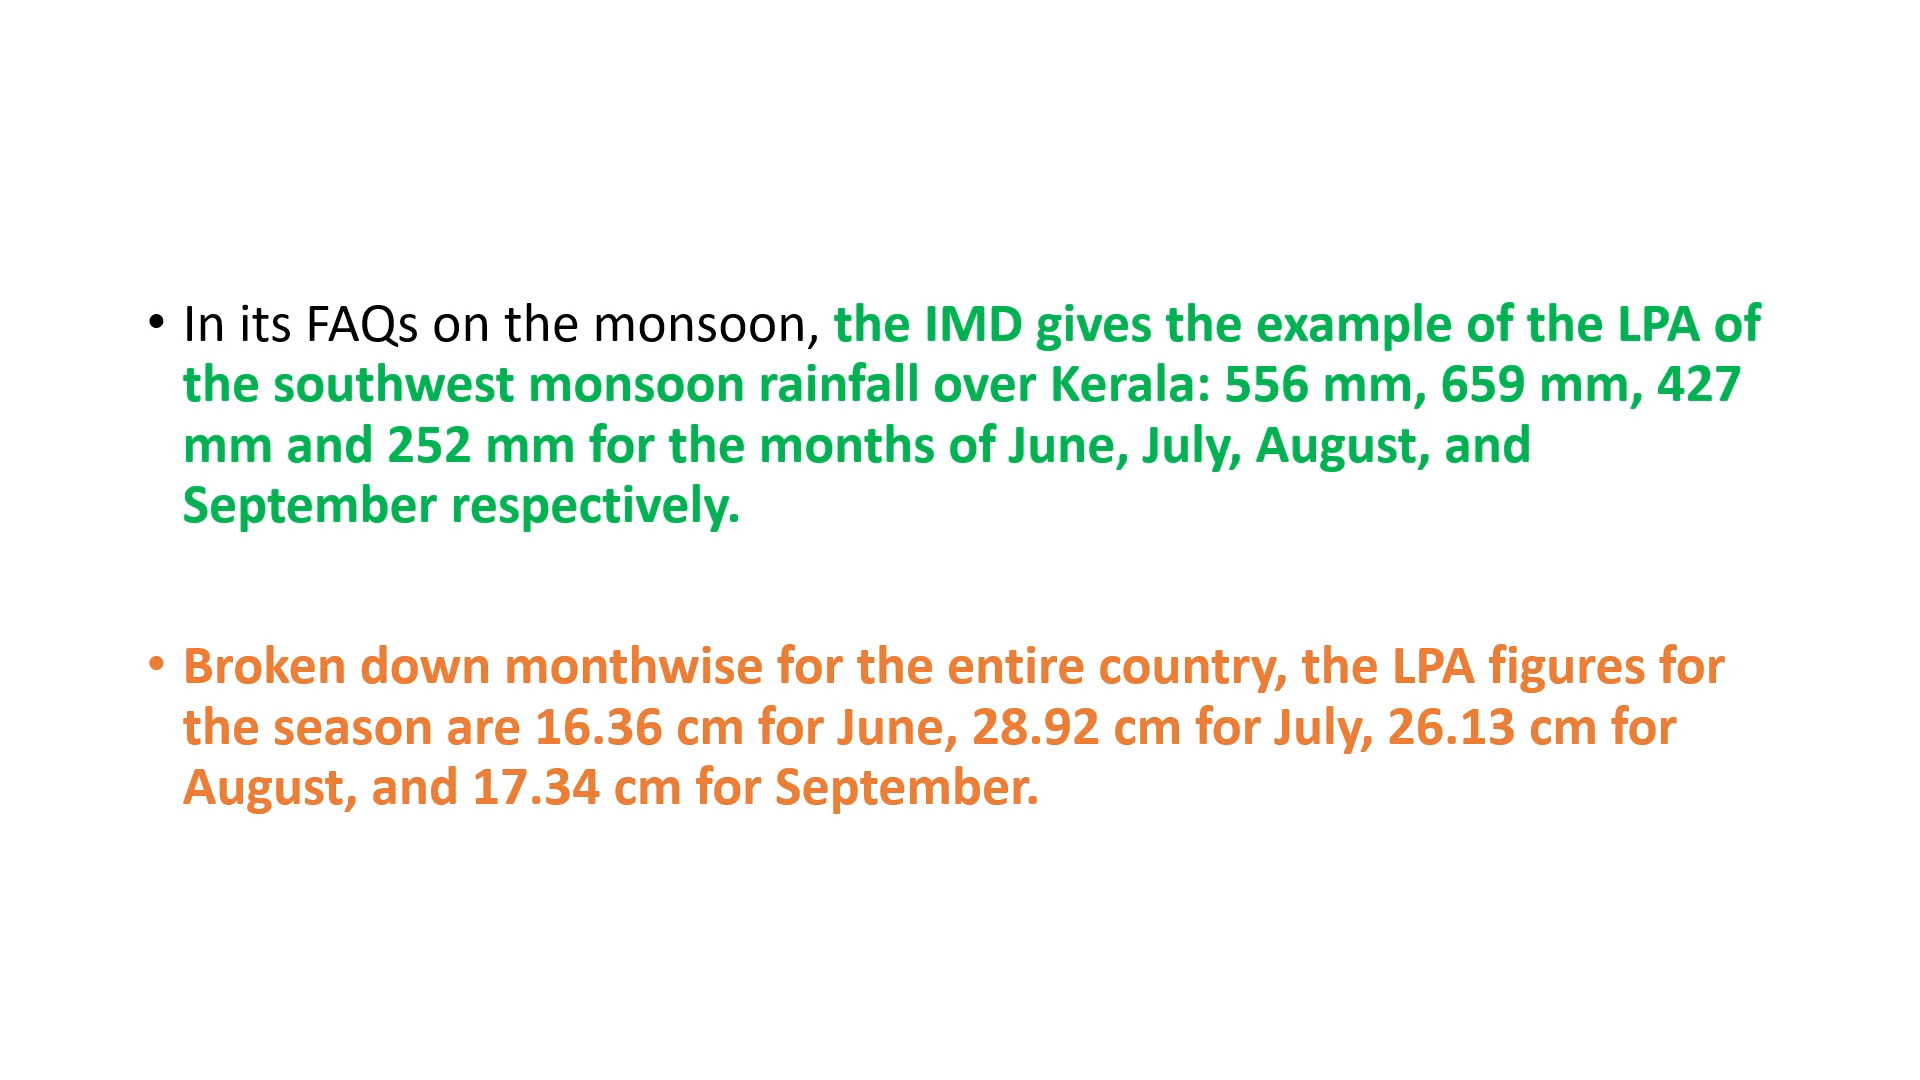 • In its FAQs on the monsoon, the IMD gives the example of the LPA of
the southwest monsoon rainfall over Kerala: 556 mm, 659 mm, 427
mm and 252 mm for the months of June, July, August, and
September respectively.
• Broken down monthwise for the entire country, the LPA figures for
the season are 16.36 cm for June, 28.92 cm for July, 26.13 cm for
August, and 17.34 cm for September.